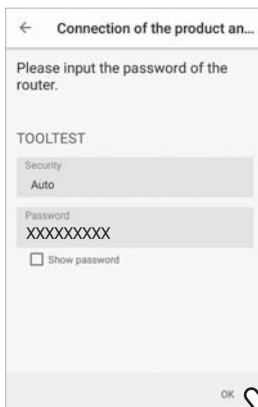 Connection of the product an...
Please input the password of the
router.
TOOLTEST
Security
Auto
Password
XXXXXXXXX
Show password
OK